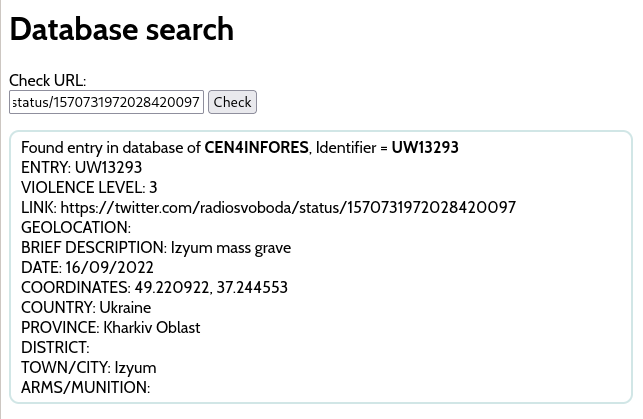 Database search
Check URL:
status/1570731972028420097 Check
Found entry in database of CEN4INFORES, Identifier = UW13293
ENTRY: UW13293
VIOLENCE LEVEL: 3
LINK: https://twitter.com/radiosvoboda/status/1570731972028420097
GEOLOCATION:
BRIEF DESCRIPTION: Izyum mass grave
DATE: 16/09/2022
COORDINATES: 49.220922, 37.244553
COUNTRY: Ukraine
PROVINCE: Kharkiv Oblast
DISTRICT:
TOWN/CITY: Izyum
ARMS/MUNITION: